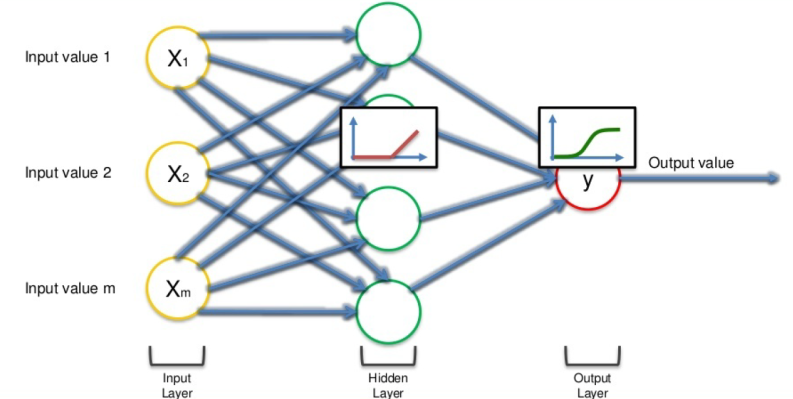 Input value 1
X1
Input value 2
X2
y
Output value
Input value m
Xm
Input
Layer
Hidden
Layer
Output
Layer